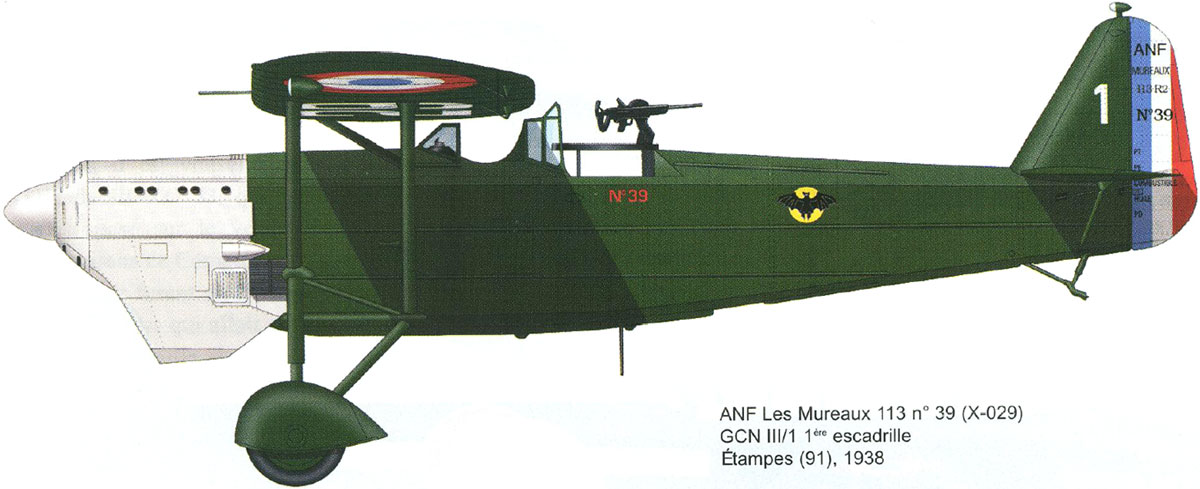 ANF
MUREAUX
113 R2
N°39
1
N°39
ANF Les Mureaux 113 n° 39 (X-029)
GCN III/1 1ère escadrille
Étampes (91), 1938